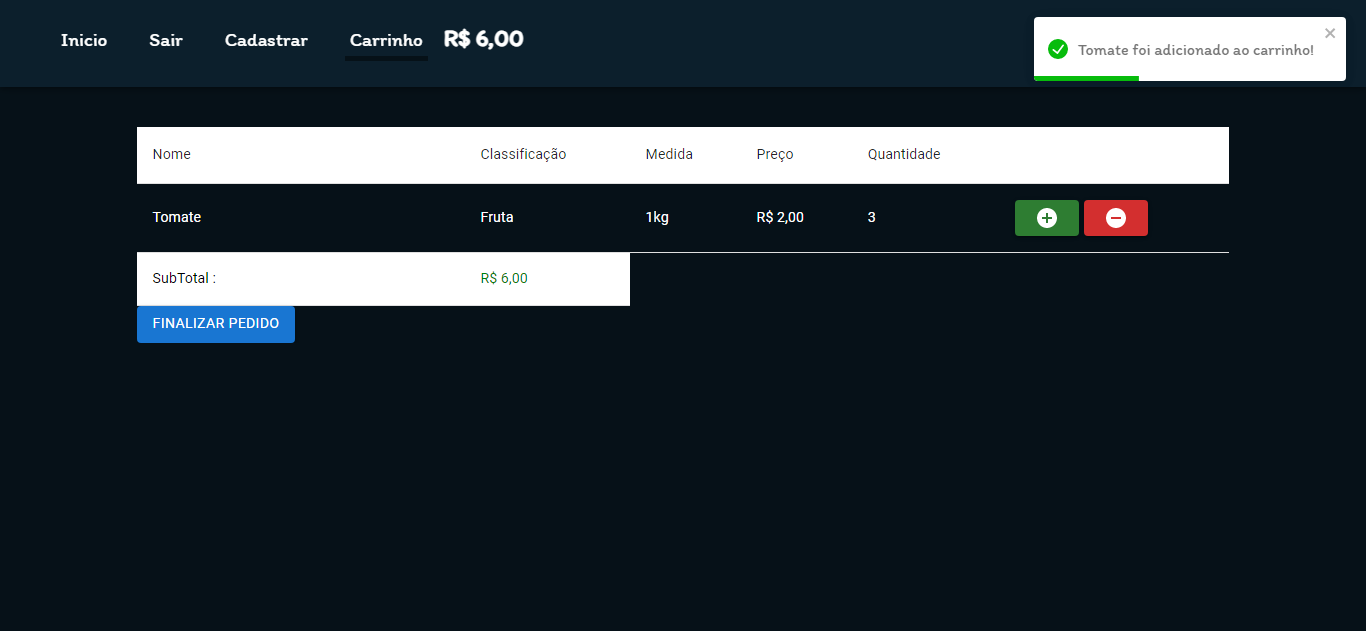 Inicio Sair Cadastrar Carrinho R$ 6,00
Tomate foi adicionado ao carrinho!
Nome Classificação Medida Preço Quantidade
Tomate Fruta 1kg R$ 2,00 3
SubTotal : R$ 6,00
FINALIZAR PEDIDO